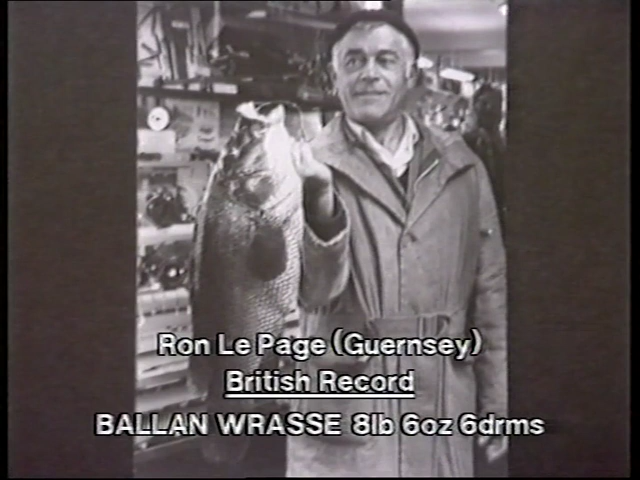 Ron Le Page (Guernsey)
British Record
BALLAN WRASSE 8lb 6oz 6drms